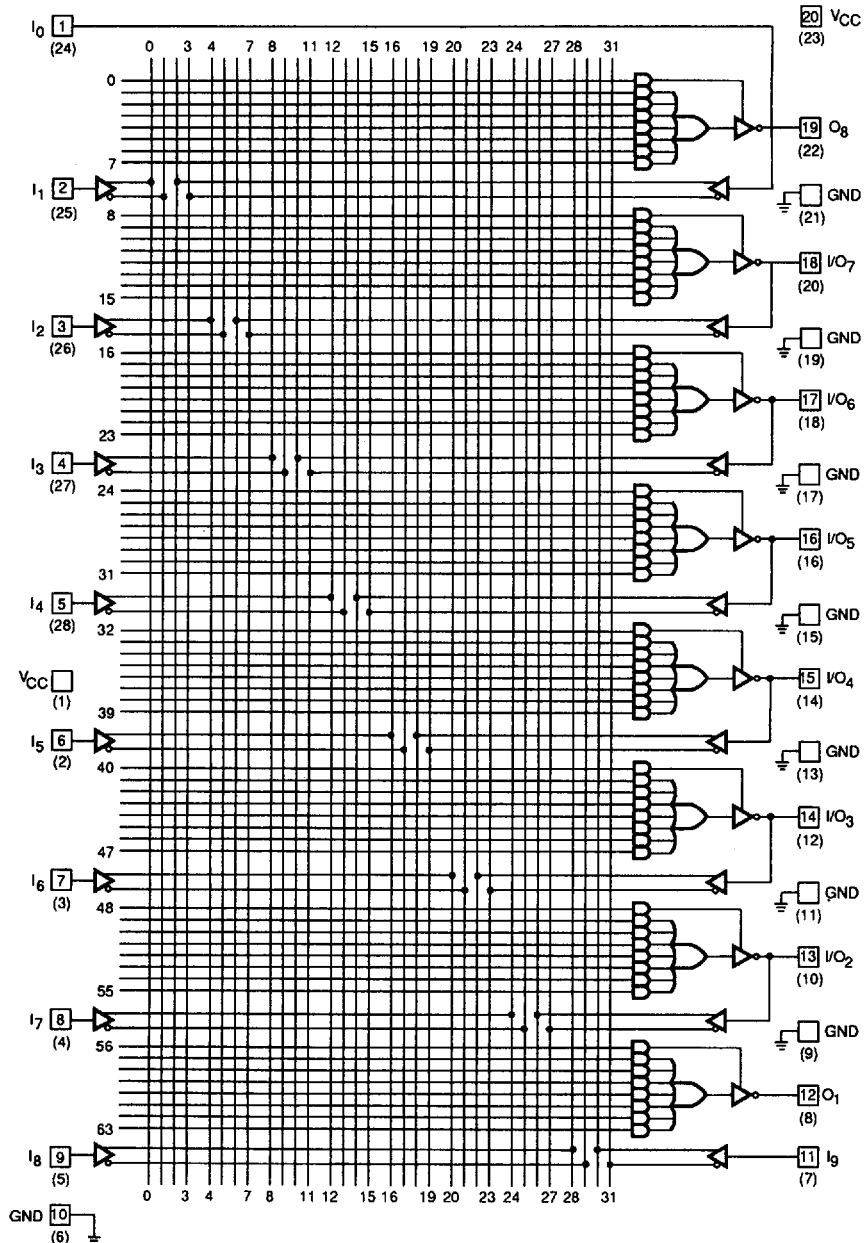 I0 1 20 VCC
(24) (23)
0 3 4 7 8 11 12 15 16 19 20 23 24 27 28 31
0
19 O8
(22)
7
I1 2
(25)
GND
(21)
8
18 I/O7
(20)
15
I2 3
(26)
GND
(19)
16
17 I/O6
(18)
23
I3 4
(27)
GND
(17)
24
16 I/O5
(16)
31
I4 5
(28)
GND
(15)
32
VCC 15 I/O4
(1) (14)
39
I5 6
(2)
GND
(13)
40
14 I/O3
(12)
47
I6 7
(3)
GND
(11)
48
13 I/O2
(10)
55
I7 8
(4)
GND
(9)
56
12 O1
(8)
63
I8 9 11 I9
(5) (7)
0 3 4 7 8 11 12 15 16 19 20 23 24 27 28 31
GND 10
(6)